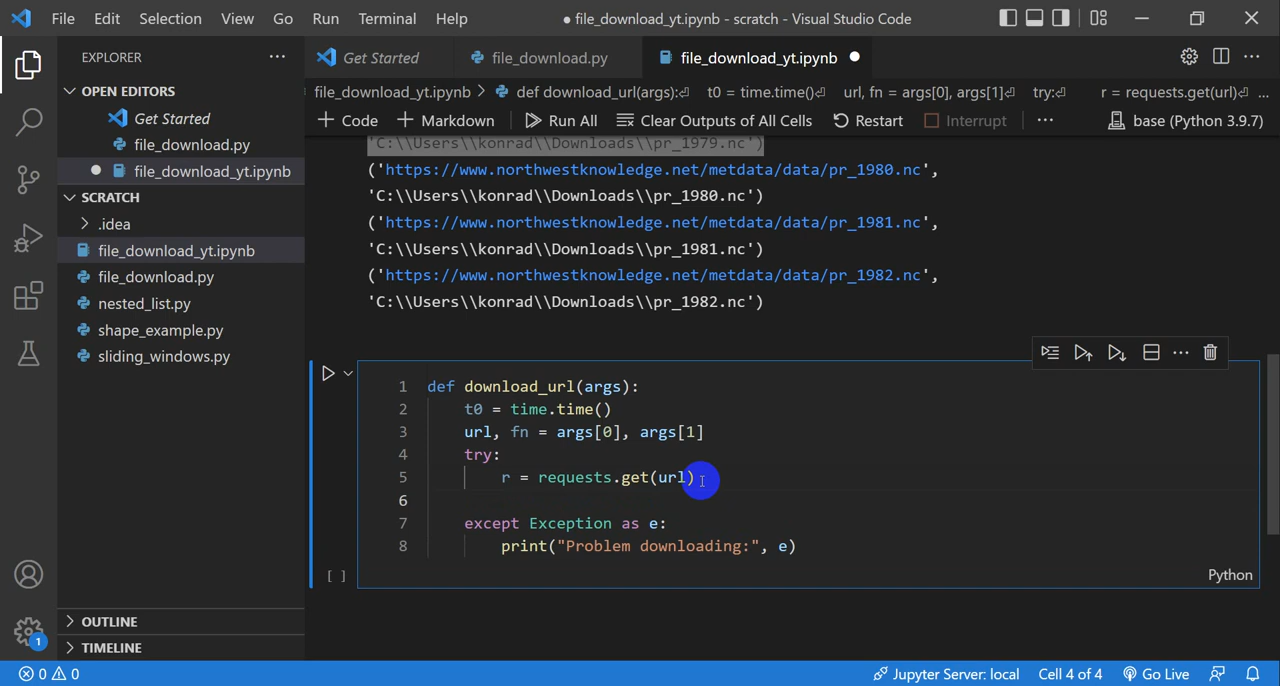 File Edit Selection View Go Run Terminal Help
● file_download_yt.ipynb - scratch - Visual Studio Code
EXPLORER ···
OPEN EDITORS
Get Started
file_download.py
● file_download_yt.ipynb
SCRATCH
.idea
file_download_yt.ipynb
file_download.py
nested_list.py
shape_example.py
sliding_windows.py
OUTLINE
TIMELINE
Get Started file_download.py file_download_yt.ipynb ●
file_download_yt.ipynb > def download_url(args):⏎ t0 = time.time()⏎ url, fn = args[0], args[1]⏎ try:⏎ r = requests.get(url)⏎ ...
+ Code + Markdown Run All Clear Outputs of All Cells Restart Interrupt ··· base (Python 3.9.7)
'C:\\Users\\konrad\\Downloads\\pr_1979.nc')
('https://www.northwestknowledge.net/metdata/data/pr_1980.nc',
'C:\\Users\\konrad\\Downloads\\pr_1980.nc')
('https://www.northwestknowledge.net/metdata/data/pr_1981.nc',
'C:\\Users\\konrad\\Downloads\\pr_1981.nc')
('https://www.northwestknowledge.net/metdata/data/pr_1982.nc',
'C:\\Users\\konrad\\Downloads\\pr_1982.nc')
1 def download_url(args):
2 t0 = time.time()
3 url, fn = args[0], args[1]
4 try:
5 r = requests.get(url)
6
7 except Exception as e:
8 print("Problem downloading:", e)
[ ] Python
1
0 0 Jupyter Server: local Cell 4 of 4 Go Live